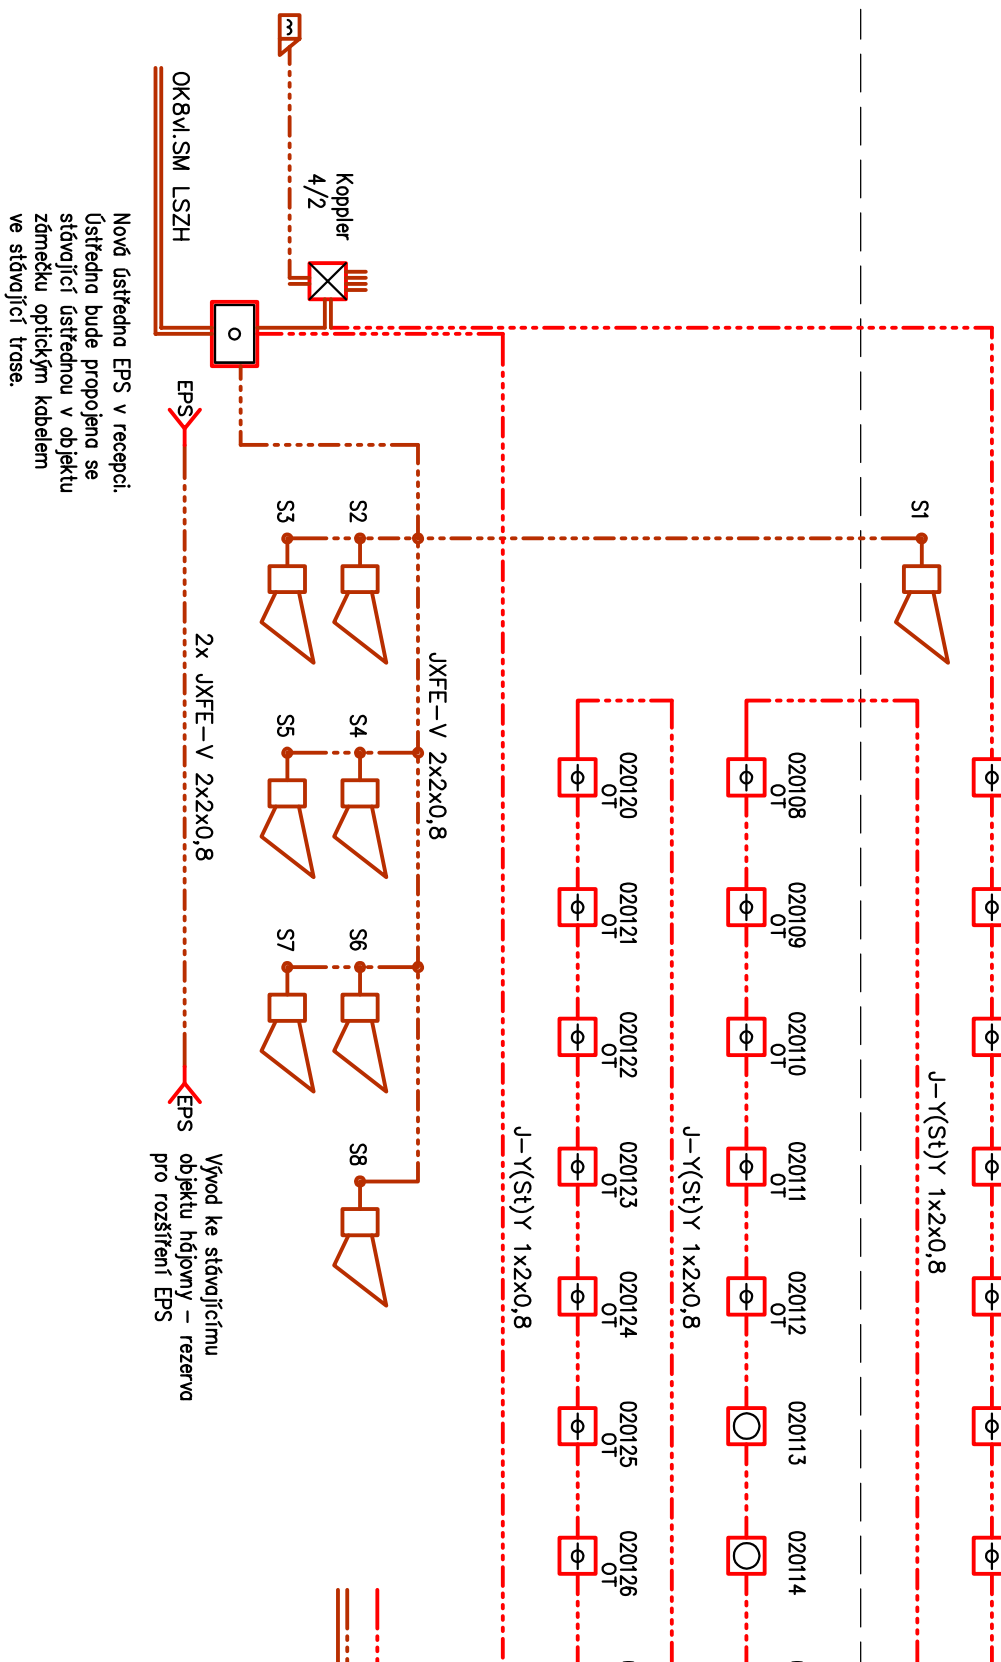 S1
J-Y(St)Y 1x2x0,8
020108
OT
020109
OT
020110
OT
020111
OT
020112
OT
020113
020114
J-Y(St)Y 1x2x0,8
020120
OT
020121
OT
020122
OT
020123
OT
020124
OT
020125
OT
020126
OT
J-Y(St)Y 1x2x0,8
JXFE-V 2x2x0,8
Koppler
4/2
S2
S4
S6
S8
S3
S5
S7
2x JXFE-V 2x2x0,8
OK8vl.SM LSZH
EPS
EPS
Vývod ke stávajícímu
objektu hájovny - rezerva
pro rozšíření EPS
Nová ústředna EPS v recepci.
Ústředna bude propojena se
stávající ústřednou v objektu
zámečku optickým kabelem
ve stávající trase.